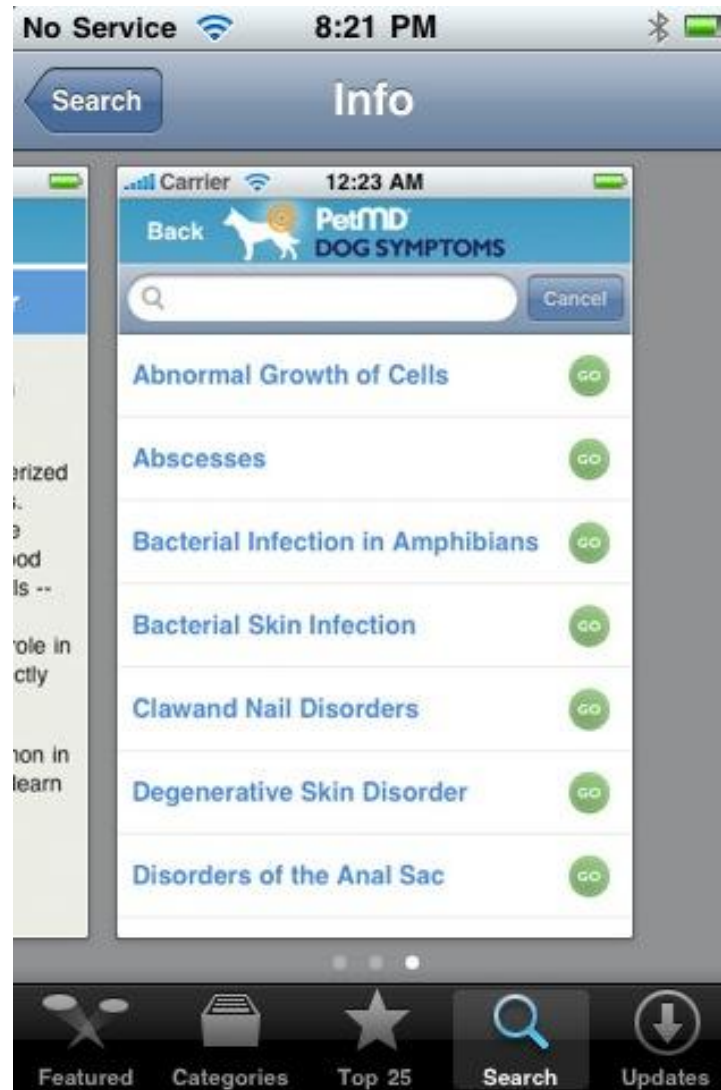 No Service 8:21 PM
Search Info
Carrier 12:23 AM
Back PetMD
DOG SYMPTOMS
Cancel
Abnormal Growth of Cells GO
Abscesses GO
Bacterial Infection in Amphibians GO
Bacterial Skin Infection GO
Clawand Nail Disorders GO
Degenerative Skin Disorder GO
Disorders of the Anal Sac GO
erized
s.
e
ood
ls --
role in
ctly
non in
learn
Featured Categories Top 25 Search Updates